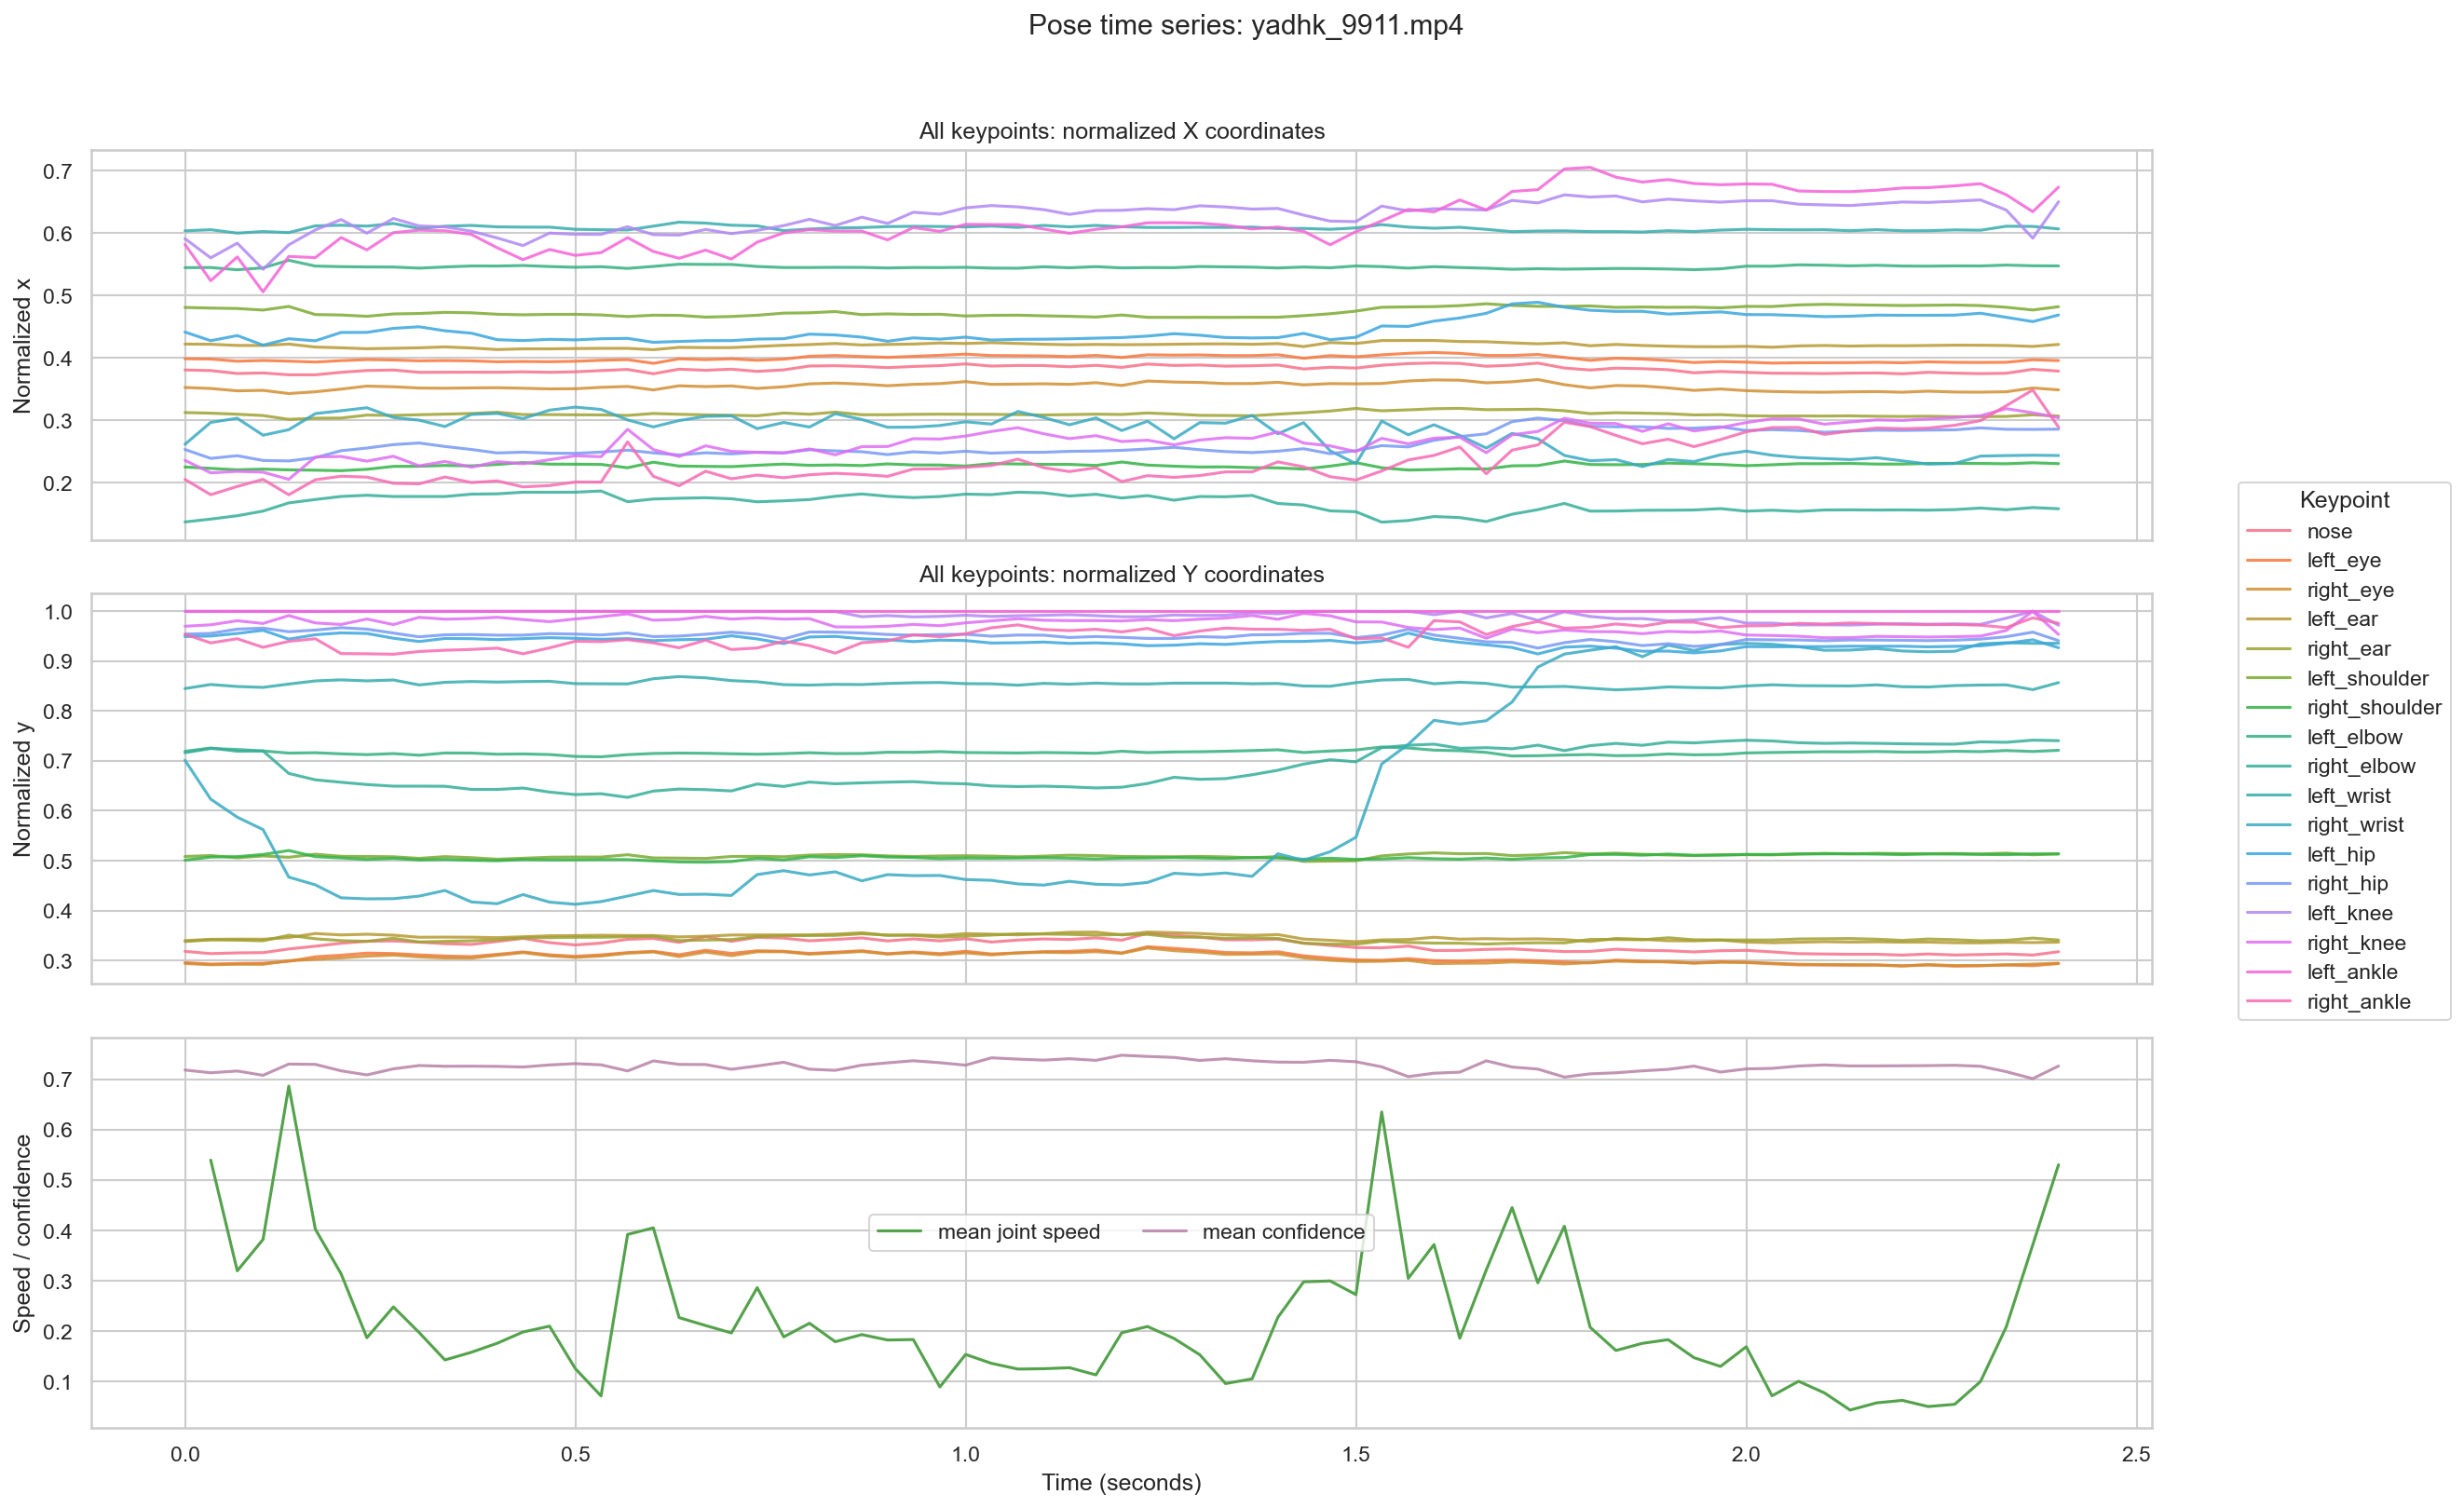 Pose time series: yadhk_9911.mp4
All keypoints: normalized X coordinates
Normalized x
0.7
0.6
0.5
0.4
0.3
0.2
All keypoints: normalized Y coordinates
Normalized y
1.0
0.9
0.8
0.7
0.6
0.5
0.4
0.3
Keypoint
nose
left_eye
right_eye
left_ear
right_ear
left_shoulder
right_shoulder
left_elbow
right_elbow
left_wrist
right_wrist
left_hip
right_hip
left_knee
right_knee
left_ankle
right_ankle
Speed / confidence
0.7
0.6
0.5
0.4
0.3
0.2
0.1
mean joint speed
mean confidence
0.0
0.5
1.0
1.5
2.0
2.5
Time (seconds)